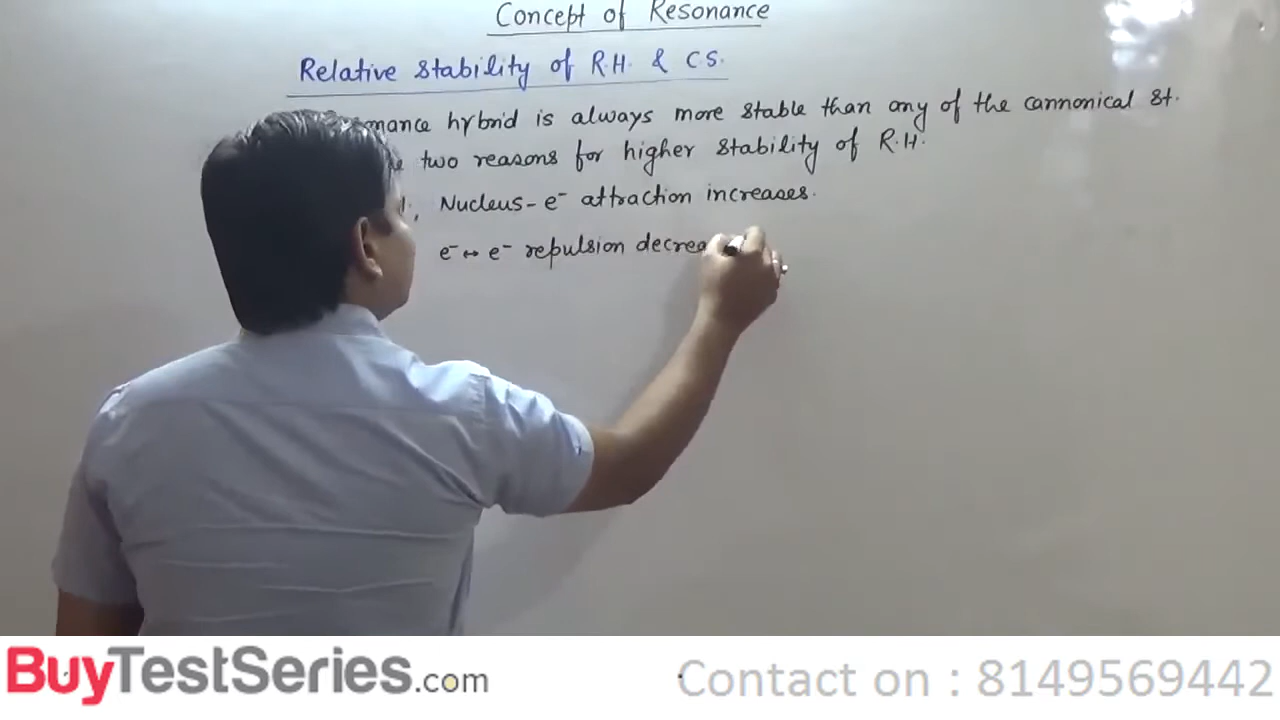 Concept of Resonance
Relative Stability of R.H. & C.S.
hybrid is always more stable than any of the cannonical st.
two reasons for higher stability of R.H.
1. Nucleus - e⁻ attraction increases.
e⁻ ↔ e⁻ repulsion
BuyTestSeries.com
Contact on : 8149569442